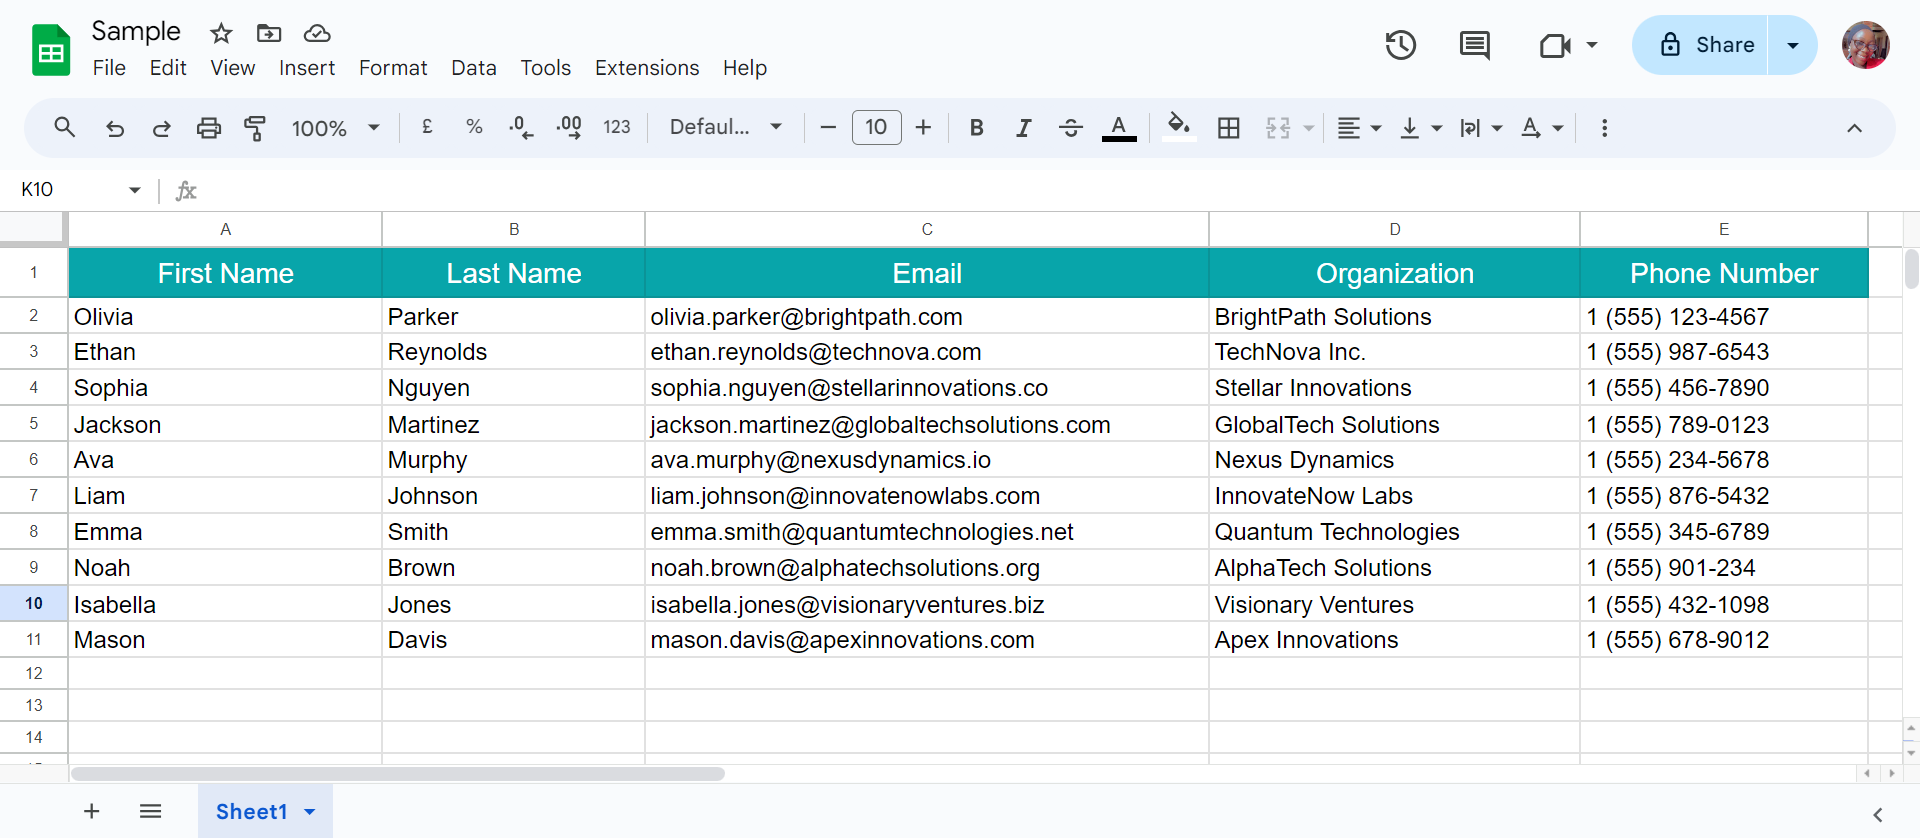 Sample
File Edit View Insert Format Data Tools Extensions Help
Share
100% £ % .0 .00 123 Defaul... 10 B I A A
K10 fx
A B C D E
1 First Name Last Name Email Organization Phone Number
2 Olivia Parker olivia.parker@brightpath.com BrightPath Solutions 1 (555) 123-4567
3 Ethan Reynolds ethan.reynolds@technova.com TechNova Inc. 1 (555) 987-6543
4 Sophia Nguyen sophia.nguyen@stellarinnovations.co Stellar Innovations 1 (555) 456-7890
5 Jackson Martinez jackson.martinez@globaltechsolutions.com GlobalTech Solutions 1 (555) 789-0123
6 Ava Murphy ava.murphy@nexusdynamics.io Nexus Dynamics 1 (555) 234-5678
7 Liam Johnson liam.johnson@innovatenowlabs.com InnovateNow Labs 1 (555) 876-5432
8 Emma Smith emma.smith@quantumtechnologies.net Quantum Technologies 1 (555) 345-6789
9 Noah Brown noah.brown@alphatechsolutions.org AlphaTech Solutions 1 (555) 901-234
10 Isabella Jones isabella.jones@visionaryventures.biz Visionary Ventures 1 (555) 432-1098
11 Mason Davis mason.davis@apexinnovations.com Apex Innovations 1 (555) 678-9012
12
13
14
Sheet1